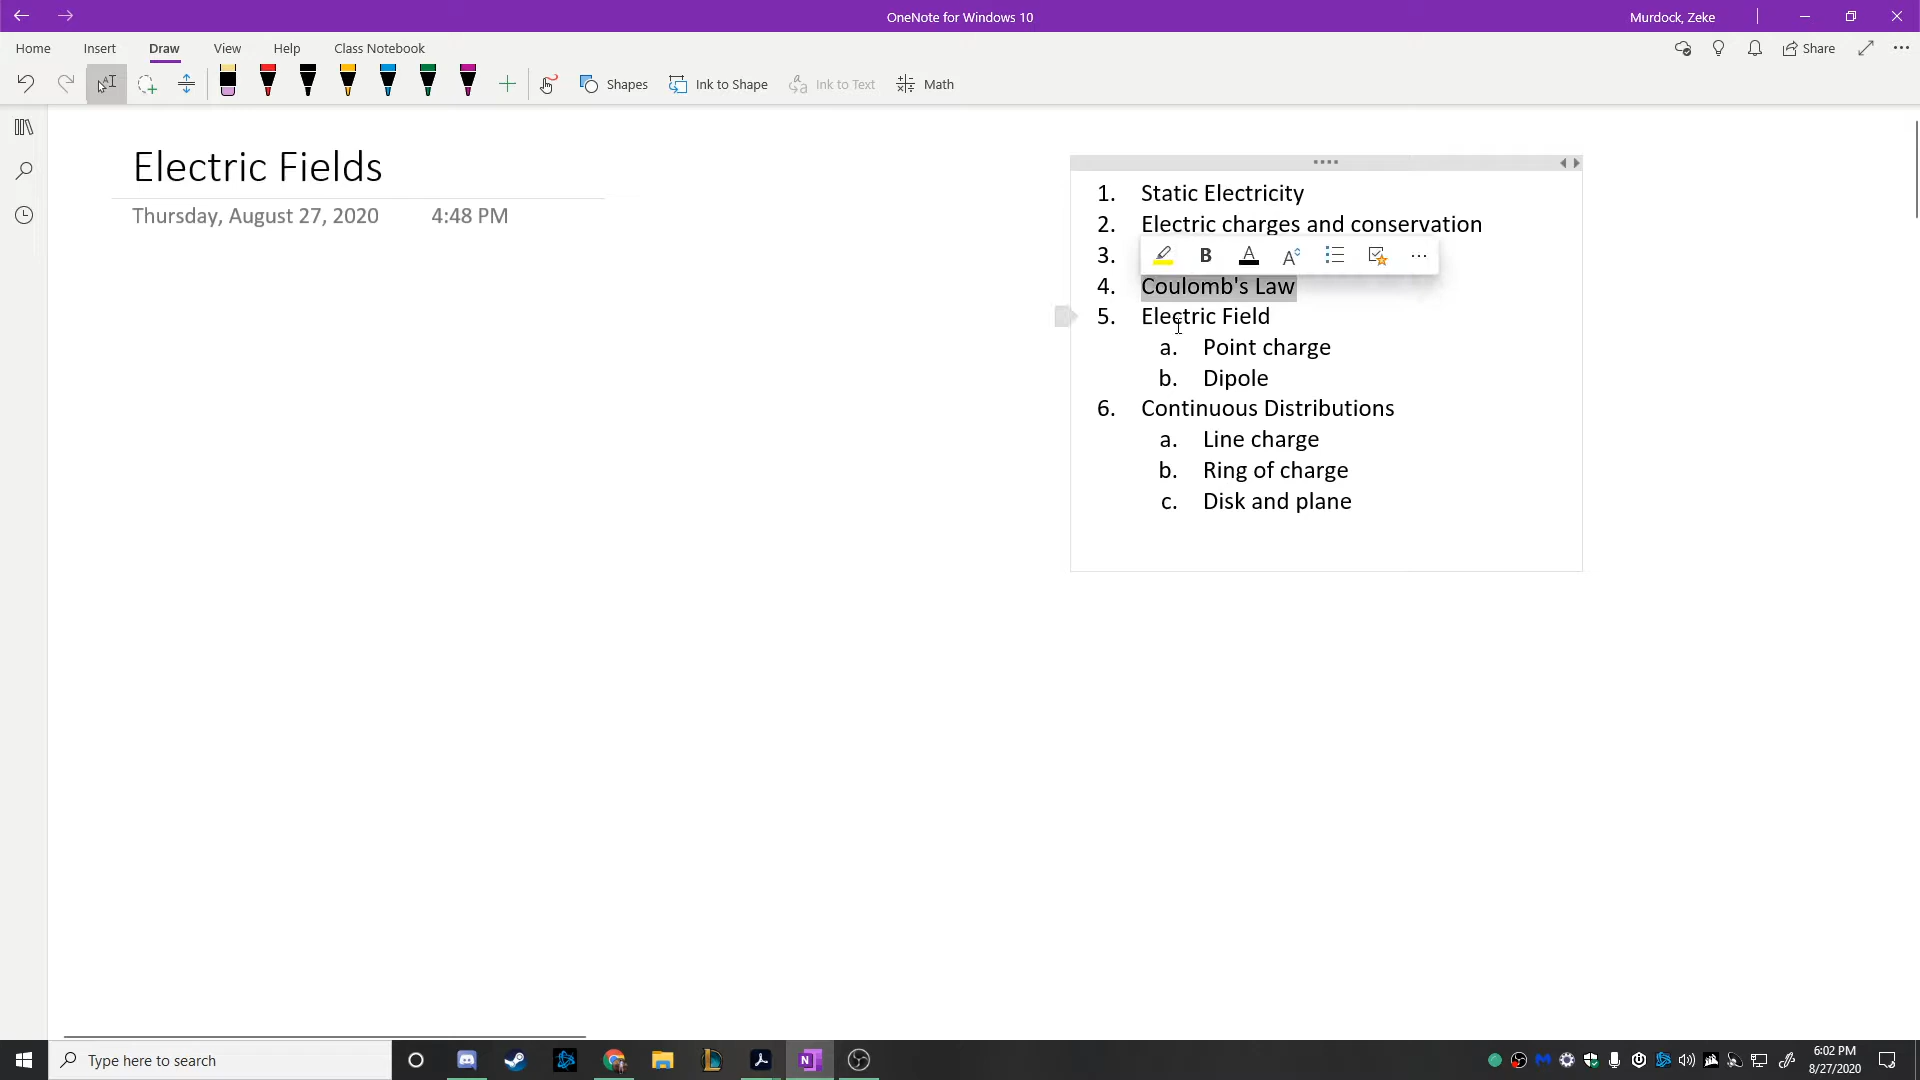 OneNote for Windows 10
Murdock, Zeke
Home Insert Draw View Help Class Notebook
Share
Shapes Ink to Shape Ink to Text Math
Electric Fields
Thursday, August 27, 2020 4:48 PM
1. Static Electricity
2. Electric charges and conservation
3.
4. Coulomb's Law
5. Electric Field
a. Point charge
b. Dipole
6. Continuous Distributions
a. Line charge
b. Ring of charge
c. Disk and plane
Type here to search
6:02 PM
8/27/2020